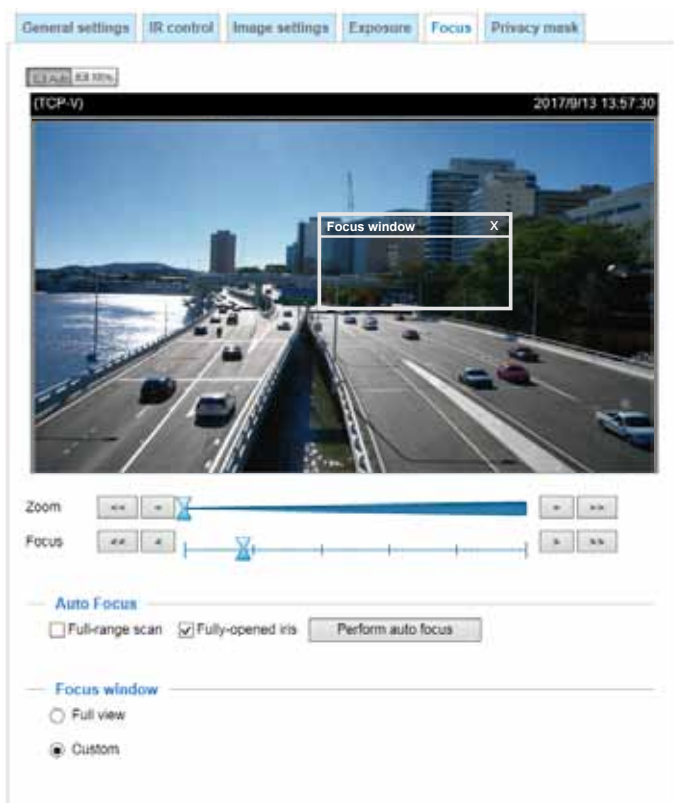 General settings IR control Image settings Exposure Focus Privacy mask
(TCP-V) 2017/9/13 13:57:30
Focus window X
Zoom << < > >>
Focus << < > >>
Auto Focus
Full-range scan Fully-opened iris Perform auto focus
Focus window
Full view
Custom